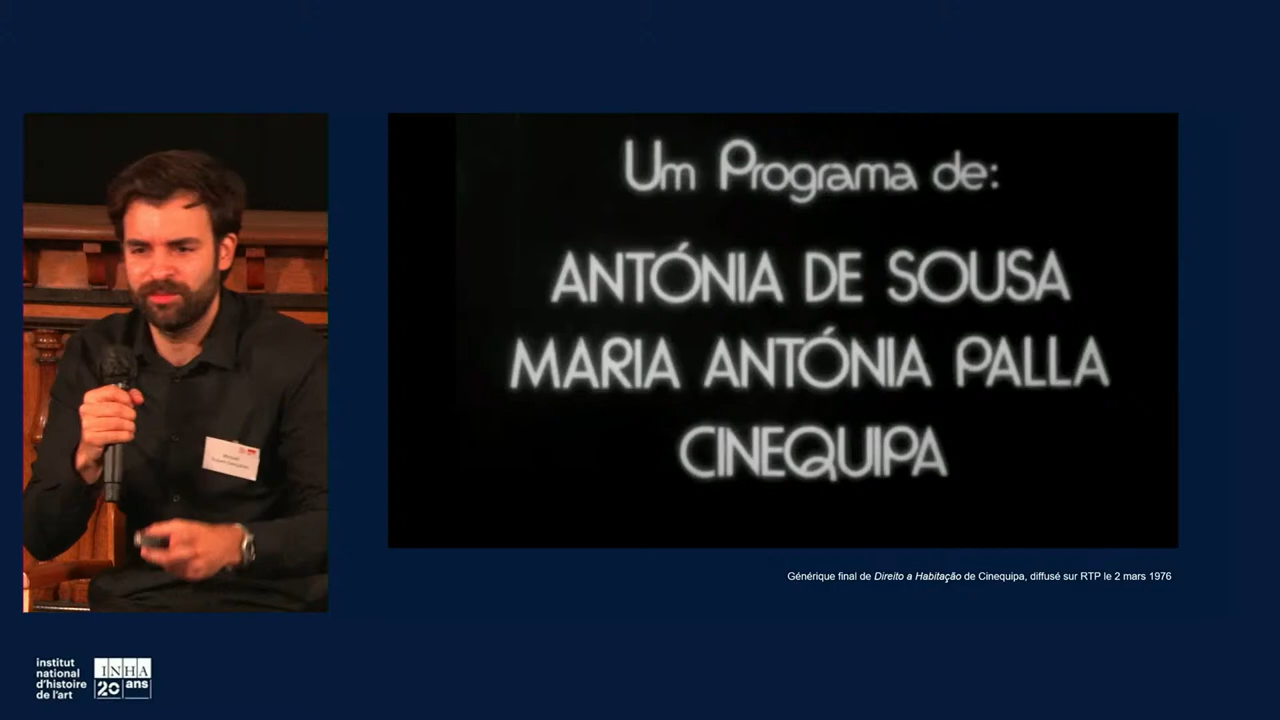 Um Programa de:
ANTÓNIA DE SOUSA
MARIA ANTÓNIA PALLA
CINEQUIPA
Générique final de Direito a Habitação de Cinequipa, diffusé sur RTP le 2 mars 1976
institut
national
d'histoire
de l'art
INHA
20 ans